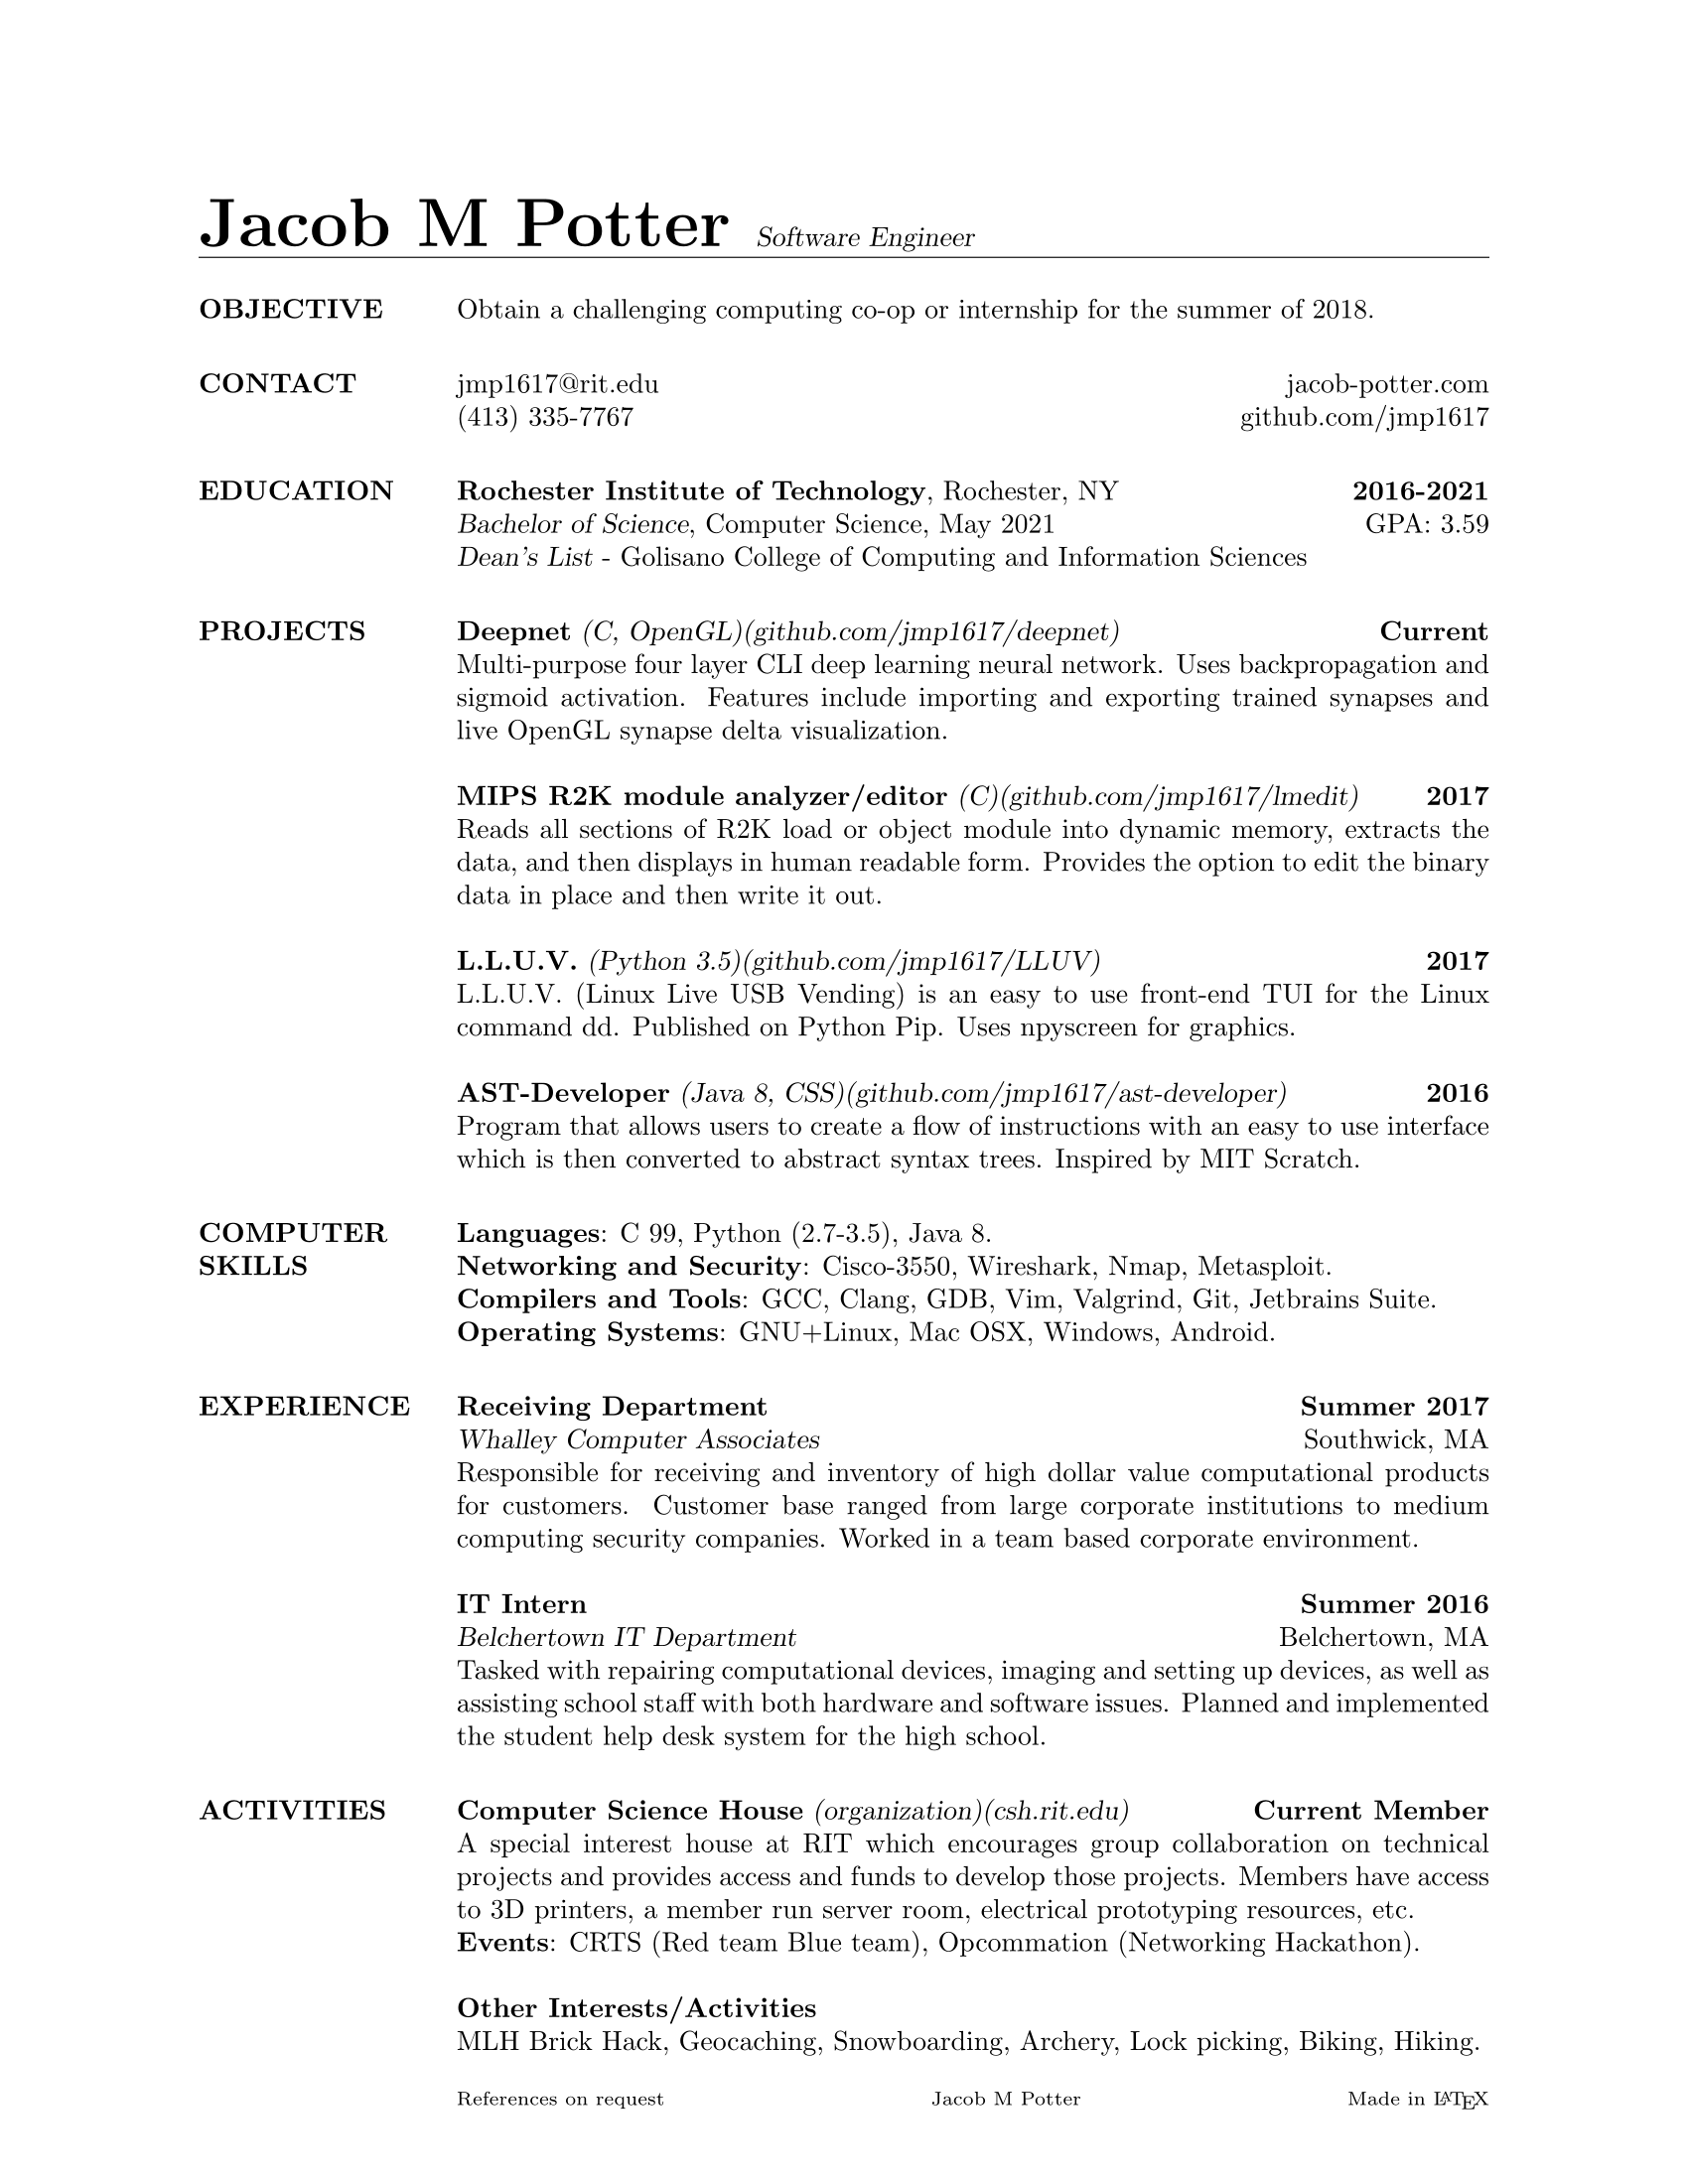 Jacob M Potter Software Engineer
OBJECTIVE Obtain a challenging computing co-op or internship for the summer of 2018.
CONTACT jmp1617@rit.edu jacob-potter.com
(413) 335-7767 github.com/jmp1617
EDUCATION Rochester Institute of Technology, Rochester, NY 2016-2021
Bachelor of Science, Computer Science, May 2021 GPA: 3.59
Dean's List - Golisano College of Computing and Information Sciences
PROJECTS Deepnet (C, OpenGL)(github.com/jmp1617/deepnet) Current
Multi-purpose four layer CLI deep learning neural network. Uses backpropagation and
sigmoid activation. Features include importing and exporting trained synapses and
live OpenGL synapse delta visualization.
MIPS R2K module analyzer/editor (C)(github.com/jmp1617/lmedit) 2017
Reads all sections of R2K load or object module into dynamic memory, extracts the
data, and then displays in human readable form. Provides the option to edit the binary
data in place and then write it out.
L.L.U.V. (Python 3.5)(github.com/jmp1617/LLUV) 2017
L.L.U.V. (Linux Live USB Vending) is an easy to use front-end TUI for the Linux
command dd. Published on Python Pip. Uses npyscreen for graphics.
AST-Developer (Java 8, CSS)(github.com/jmp1617/ast-developer) 2016
Program that allows users to create a flow of instructions with an easy to use interface
which is then converted to abstract syntax trees. Inspired by MIT Scratch.
COMPUTER Languages: C 99, Python (2.7-3.5), Java 8.
SKILLS Networking and Security: Cisco-3550, Wireshark, Nmap, Metasploit.
Compilers and Tools: GCC, Clang, GDB, Vim, Valgrind, Git, Jetbrains Suite.
Operating Systems: GNU+Linux, Mac OSX, Windows, Android.
EXPERIENCE Receiving Department Summer 2017
Whalley Computer Associates Southwick, MA
Responsible for receiving and inventory of high dollar value computational products
for customers. Customer base ranged from large corporate institutions to medium
computing security companies. Worked in a team based corporate environment.
IT Intern Summer 2016
Belchertown IT Department Belchertown, MA
Tasked with repairing computational devices, imaging and setting up devices, as well as
assisting school staff with both hardware and software issues. Planned and implemented
the student help desk system for the high school.
ACTIVITIES Computer Science House (organization)(csh.rit.edu) Current Member
A special interest house at RIT which encourages group collaboration on technical
projects and provides access and funds to develop those projects. Members have access
to 3D printers, a member run server room, electrical prototyping resources, etc.
Events: CRTS (Red team Blue team), Opcommation (Networking Hackathon).
Other Interests/Activities
MLH Brick Hack, Geocaching, Snowboarding, Archery, Lock picking, Biking, Hiking.
References on request Jacob M Potter Made in LATEX